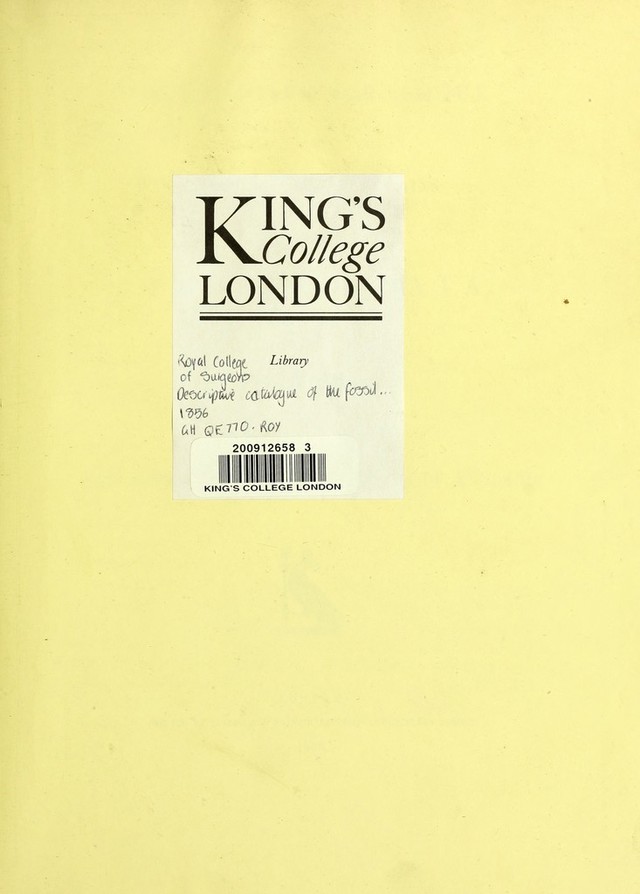 KING'S
College
LONDON
Library
Royal College
of Surgeons
Descriptive catalogue of the fossil...
1856
GH QE770. ROY
200912658 3
KING'S COLLEGE LONDON